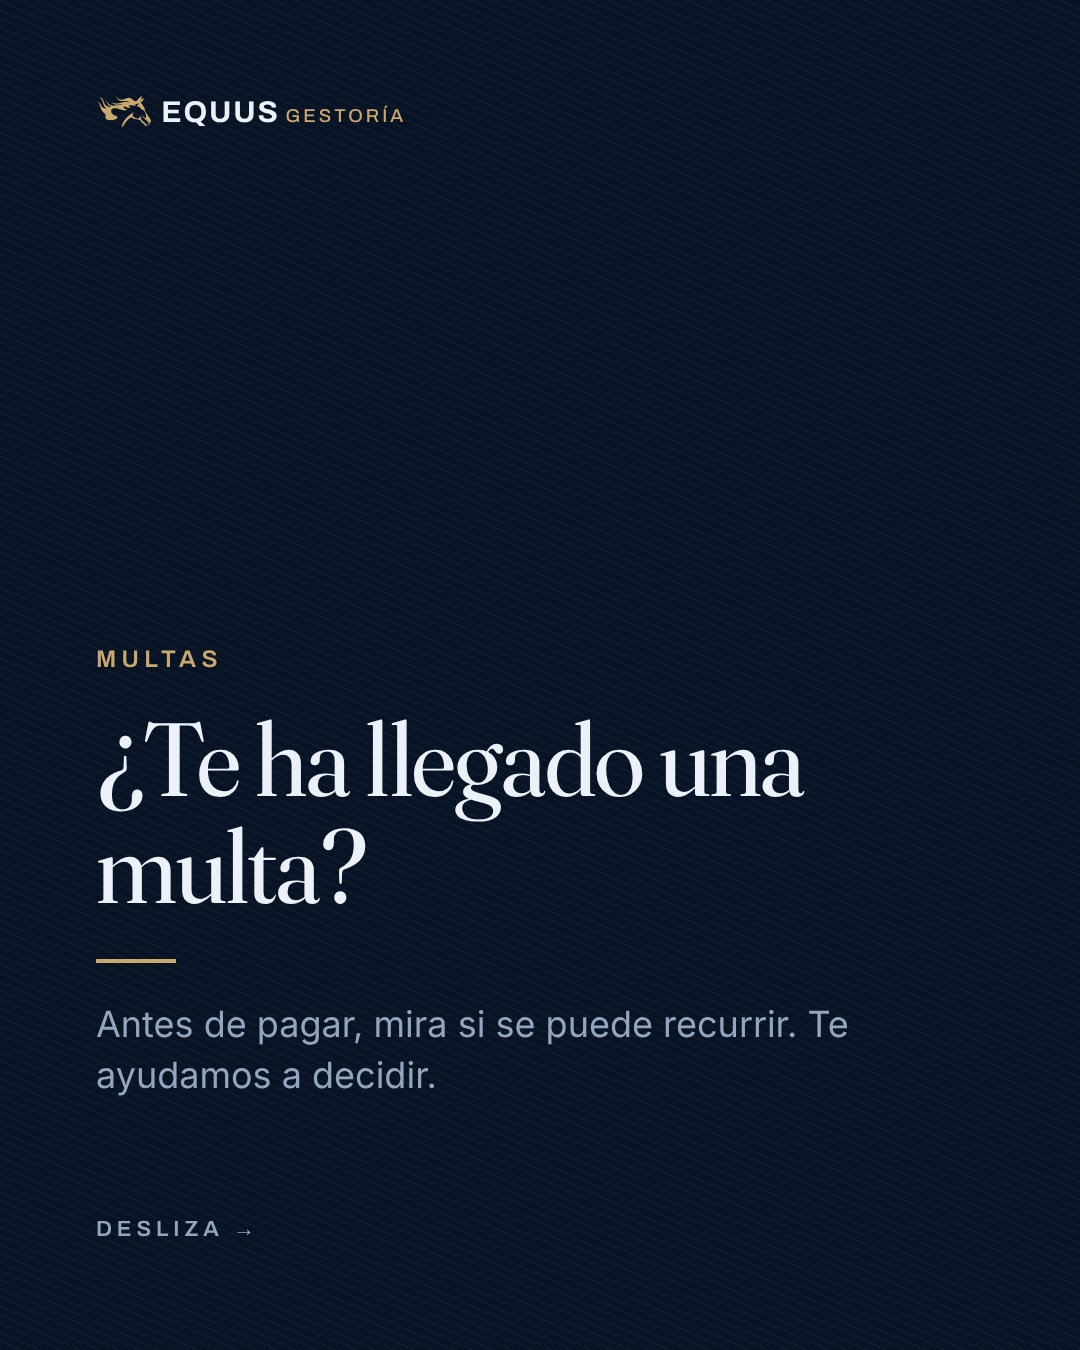 EQUUS GESTORÍA
MULTAS
¿Te ha llegado una
multa?
Antes de pagar, mira si se puede recurrir. Te
ayudamos a decidir.
DESLIZA →